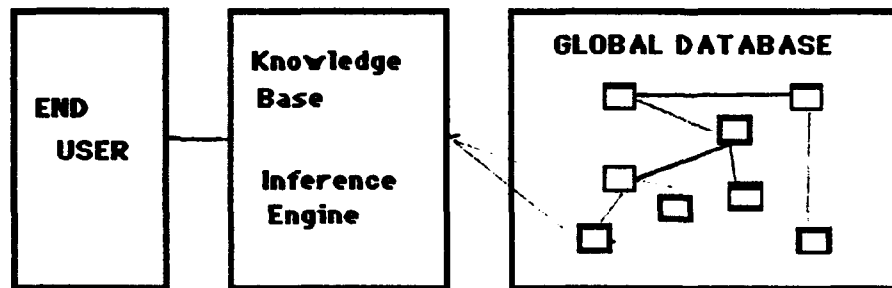 END
USER
Knowledge
Base
Inference
Engine
GLOBAL DATABASE